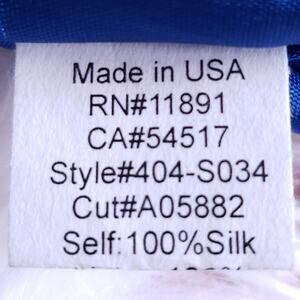 Made in USA
RN#11891
CA#54517
Style#404-S034
Cut#A05882
Self:100%Silk